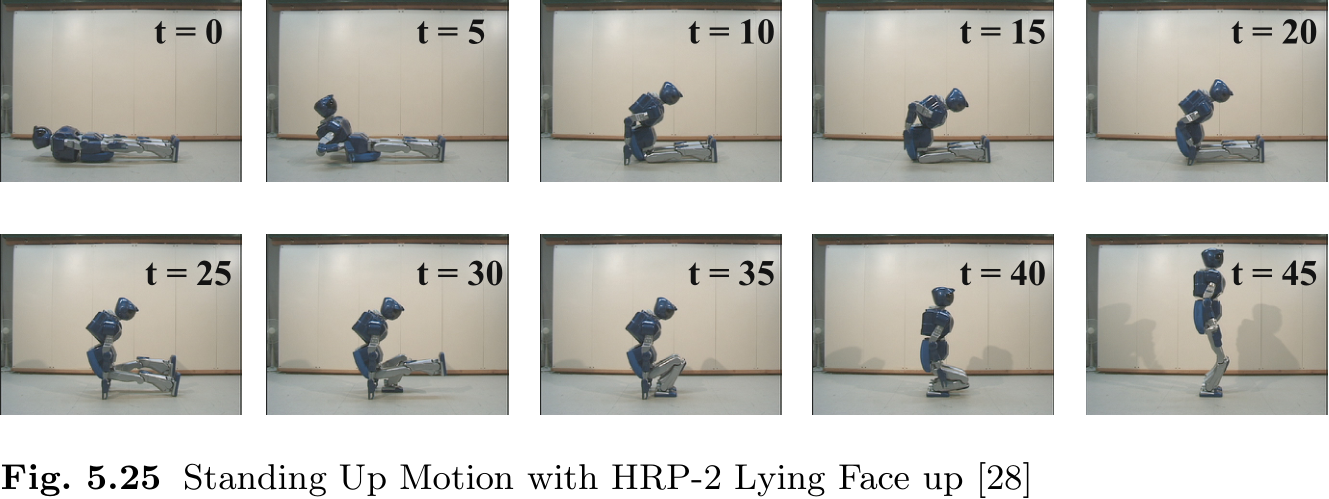 t = 0
t = 5
t = 10
t = 15
t = 20
t = 25
t = 30
t = 35
t = 40
t = 45
Fig. 5.25 Standing Up Motion with HRP-2 Lying Face up [28]